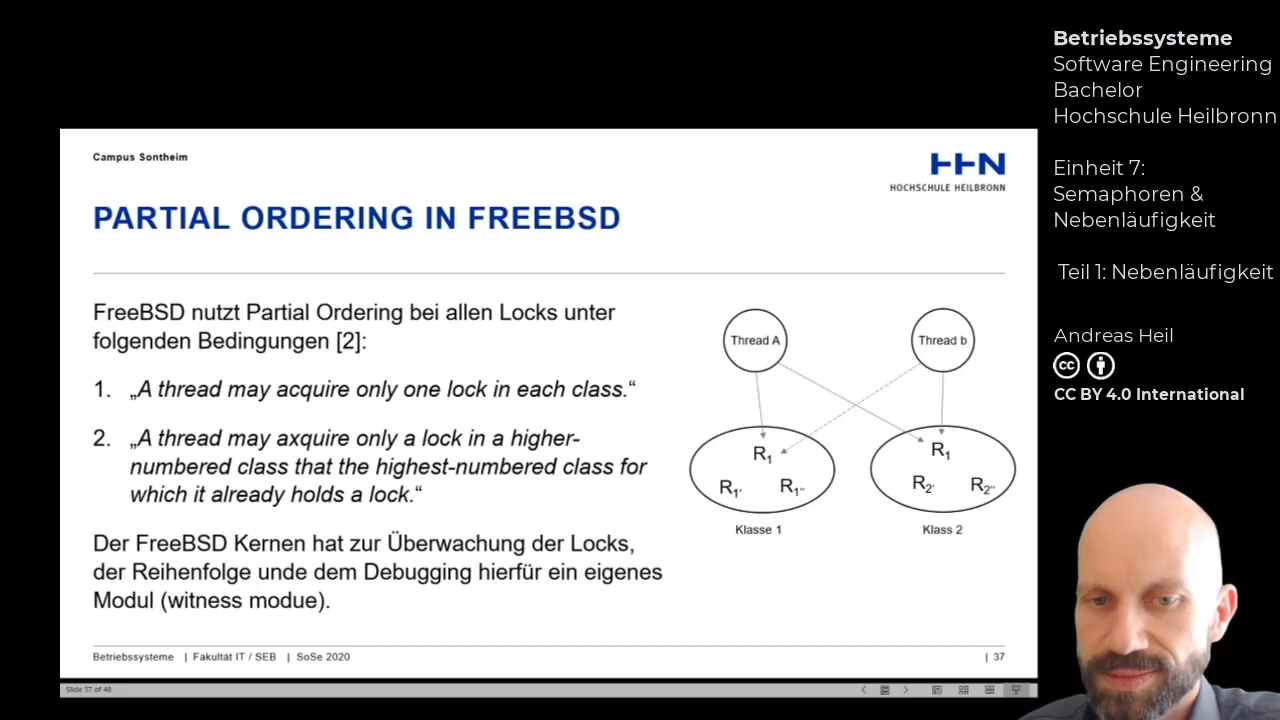 Campus Sontheim
HHN
HOCHSCHULE HEILBRONN
PARTIAL ORDERING IN FREEBSD
FreeBSD nutzt Partial Ordering bei allen Locks unter
folgenden Bedingungen [2]:
1. „A thread may acquire only one lock in each class.“
2. „A thread may axquire only a lock in a higher-
numbered class that the highest-numbered class for
which it already holds a lock.“
Der FreeBSD Kernen hat zur Überwachung der Locks,
der Reihenfolge unde dem Debugging hierfür ein eigenes
Modul (witness modue).
Thread A
Thread b
R1
R1'
R1''
Klasse 1
R1
R2'
R2''
Klass 2
Betriebssysteme | Fakultät IT / SEB | SoSe 2020
| 37
Slide 37 of 48
Betriebssysteme
Software Engineering
Bachelor
Hochschule Heilbronn
Einheit 7:
Semaphoren &
Nebenläufigkeit
Teil 1: Nebenläufigkeit
Andreas Heil
cc
CC BY 4.0 International